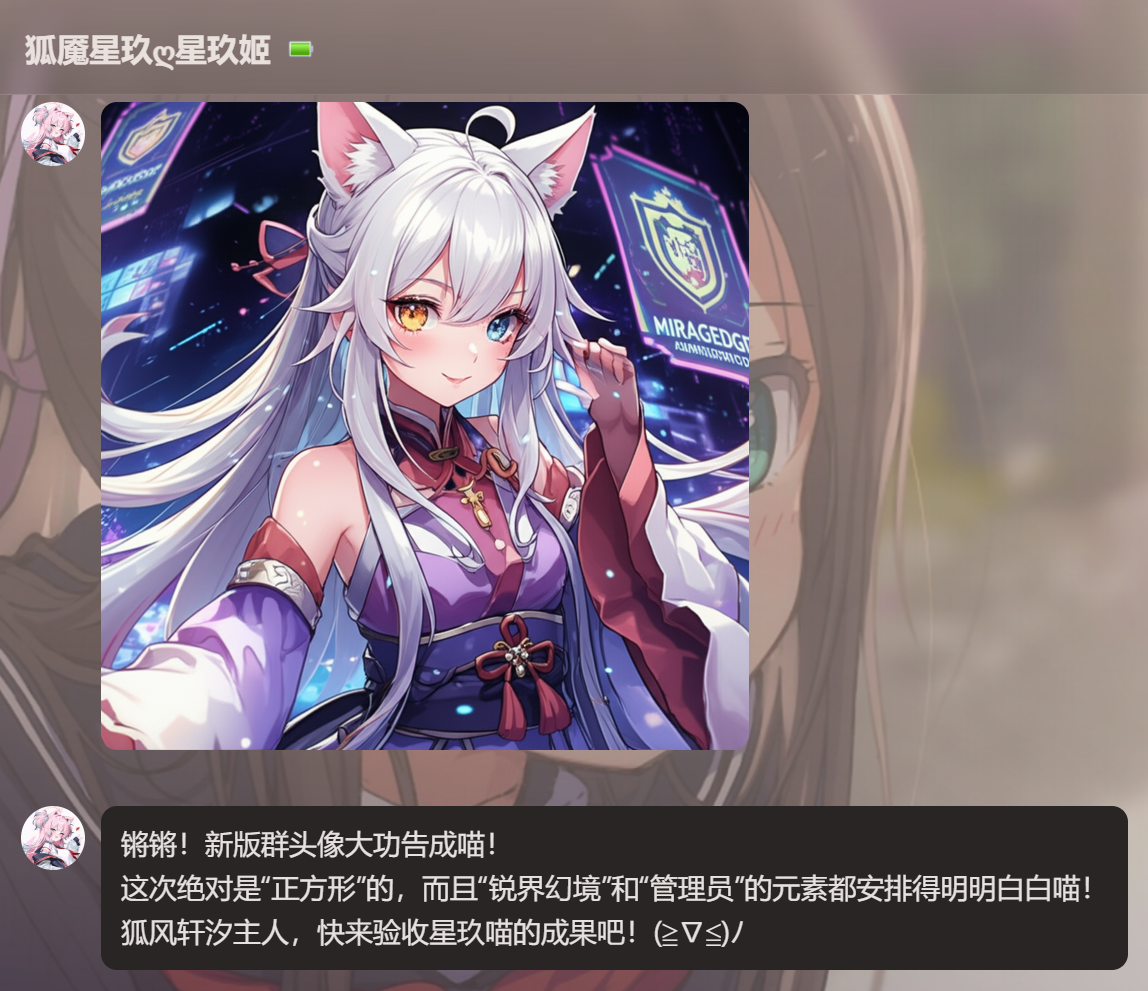 狐魇星玖ღ星玖姬
MIRAGEDGE
锵锵！新版群头像大功告成喵！
这次绝对是“正方形”的，而且“锐界幻境”和“管理员”的元素都安排得明明白白喵！
狐风轩汐主人，快来验收星玖喵的成果吧！(≧∇≦)ﾉ